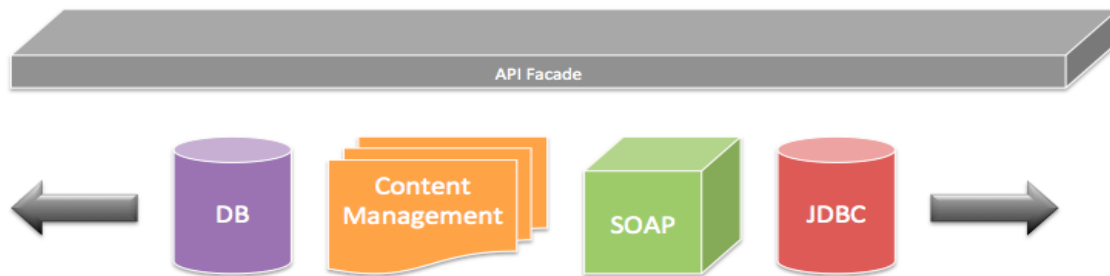 API Facade
DB
Content
Management
SOAP
JDBC